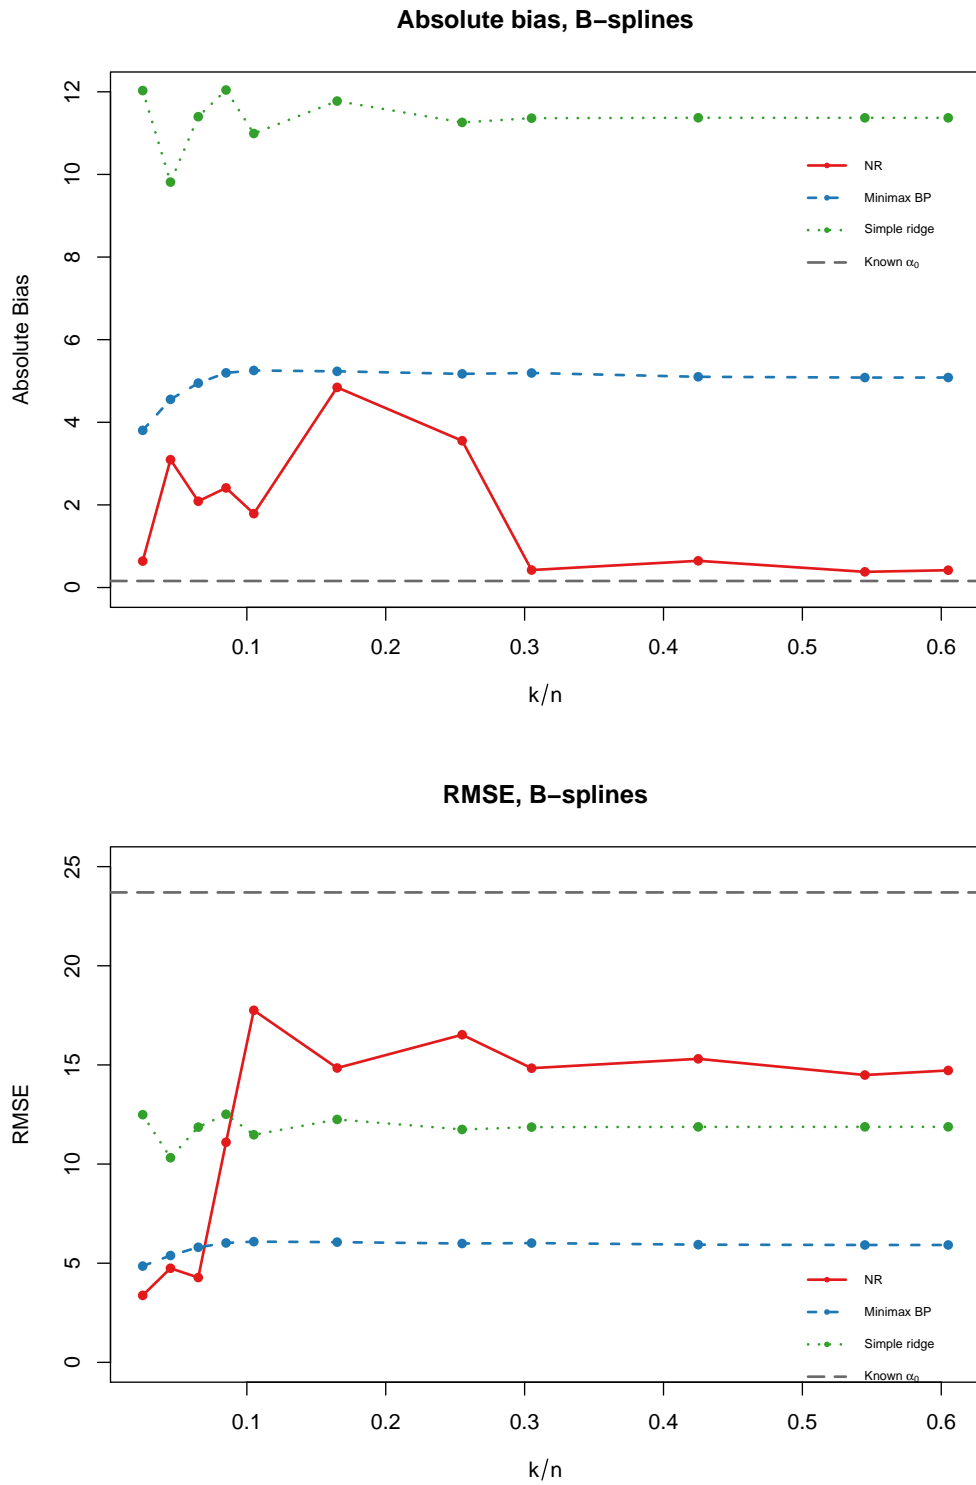 Absolute bias, B−splines
12
10
8
6
4
2
0
Absolute Bias
NR
Minimax BP
Simple ridge
Known α₀
0.1 0.2 0.3 0.4 0.5 0.6
k/n
RMSE, B−splines
25
20
15
10
5
0
RMSE
NR
Minimax BP
Simple ridge
Known α₀
0.1 0.2 0.3 0.4 0.5 0.6
k/n